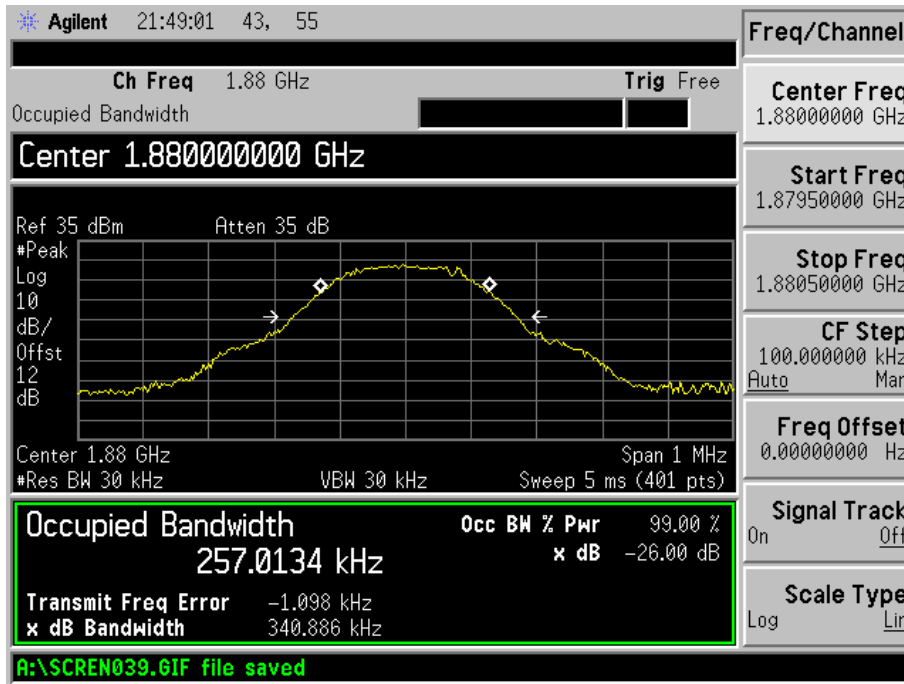 Agilent 21:49:01 43, 55
Ch Freq 1.88 GHz Trig Free
Occupied Bandwidth
Center 1.880000000 GHz
Ref 35 dBm Atten 35 dB
#Peak
Log
10
dB/
Offst
12
dB
Center 1.88 GHz Span 1 MHz
#Res BW 30 kHz VBW 30 kHz Sweep 5 ms (401 pts)
Occupied Bandwidth Occ BW % Pwr 99.00 %
257.0134 kHz x dB -26.00 dB
Transmit Freq Error -1.098 kHz
x dB Bandwidth 340.886 kHz
A:\SCREN039.GIF file saved
Freq/Channel
Center Freq
1.88000000 GHz
Start Freq
1.87950000 GHz
Stop Freq
1.88050000 GHz
CF Step
100.000000 kHz
Auto Man
Freq Offset
0.00000000 Hz
Signal Track
On Off
Scale Type
Log Lin